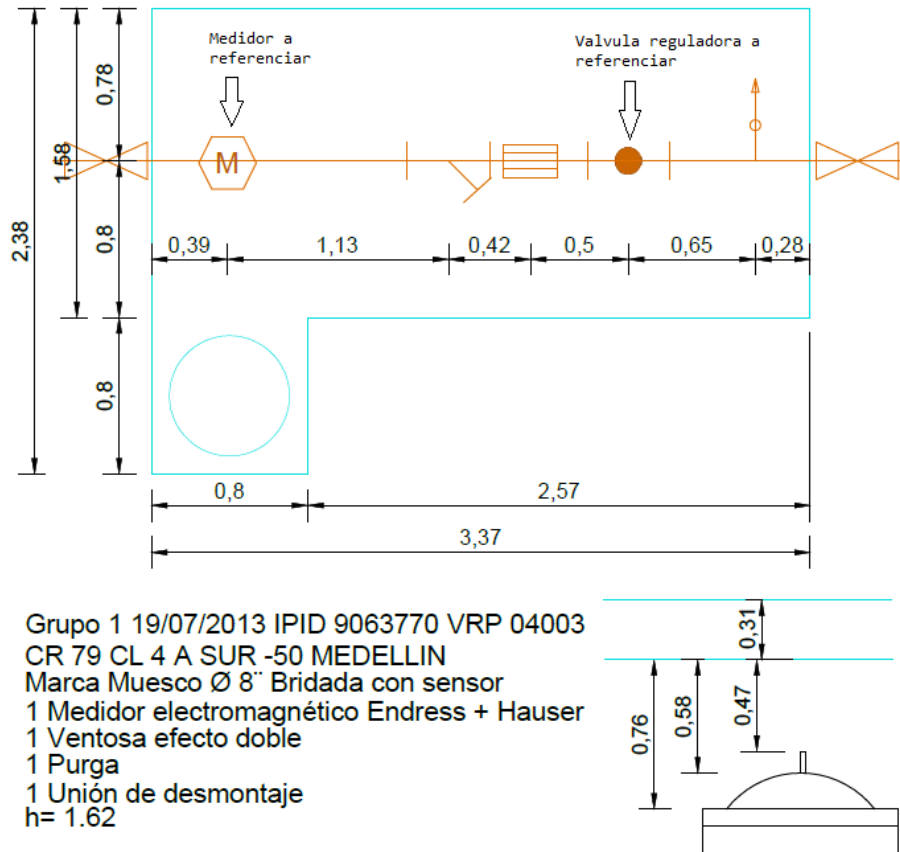 Medidor a
referenciar
Valvula reguladora a
referenciar
0,78
1,58
2,38
0,8
M
0,39
1,13
0,42
0,5
0,65
0,28
0,8
0,8
2,57
3,37
Grupo 1 19/07/2013 IPID 9063770 VRP 04003
CR 79 CL 4 A SUR -50 MEDELLIN
Marca Muesco Ø 8¨ Bridada con sensor
1 Medidor electromagnético Endress + Hauser
1 Ventosa efecto doble
1 Purga
1 Unión de desmontaje
h= 1.62
0,31
0,76
0,58
0,47